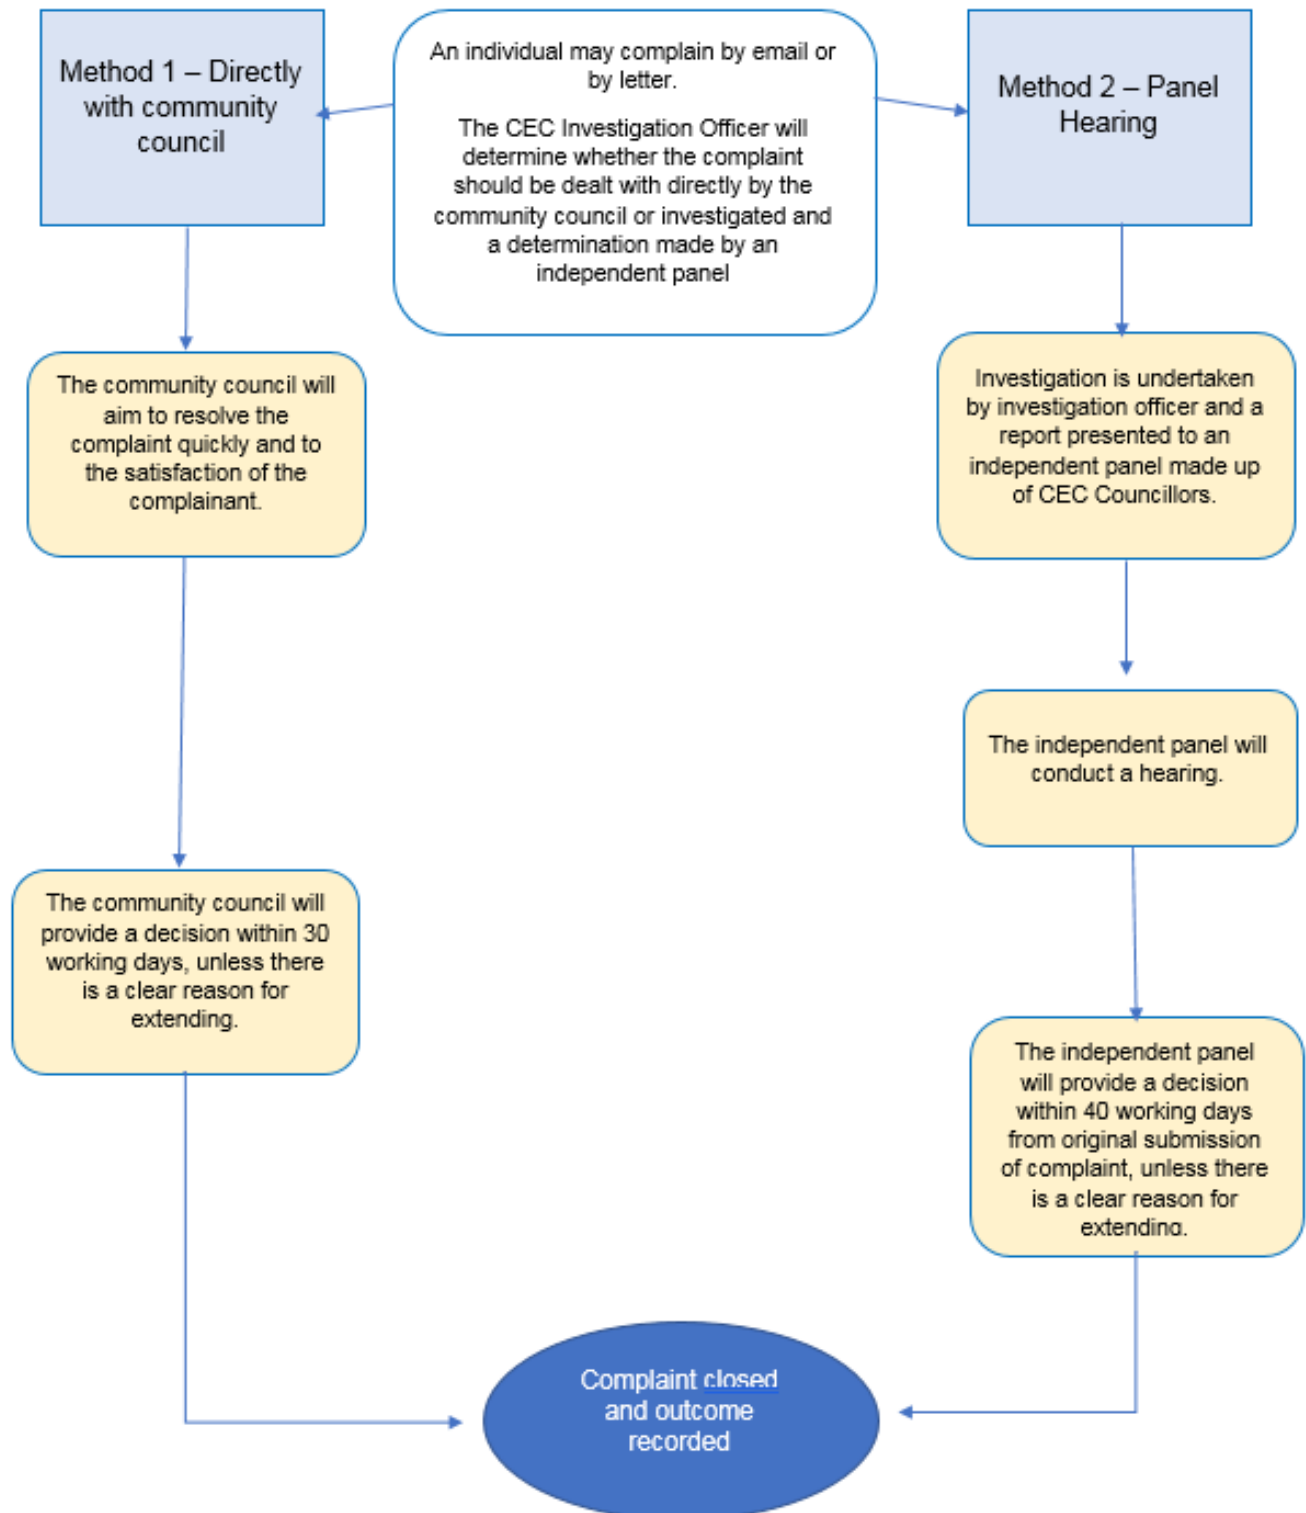 Method 1 – Directly
with community
council
An individual may complain by email or
by letter.
The CEC Investigation Officer will
determine whether the complaint
should be dealt with directly by the
community council or investigated and
a determination made by an
independent panel
Method 2 – Panel
Hearing
The community council will
aim to resolve the
complaint quickly and to
the satisfaction of the
complainant.
The community council will
provide a decision within 30
working days, unless there
is a clear reason for
extending.
Investigation is undertaken
by investigation officer and a
report presented to an
independent panel made up
of CEC Councillors.
The independent panel will
conduct a hearing.
The independent panel
will provide a decision
within 40 working days
from original submission
of complaint, unless there
is a clear reason for
extending.
Complaint closed
and outcome
recorded